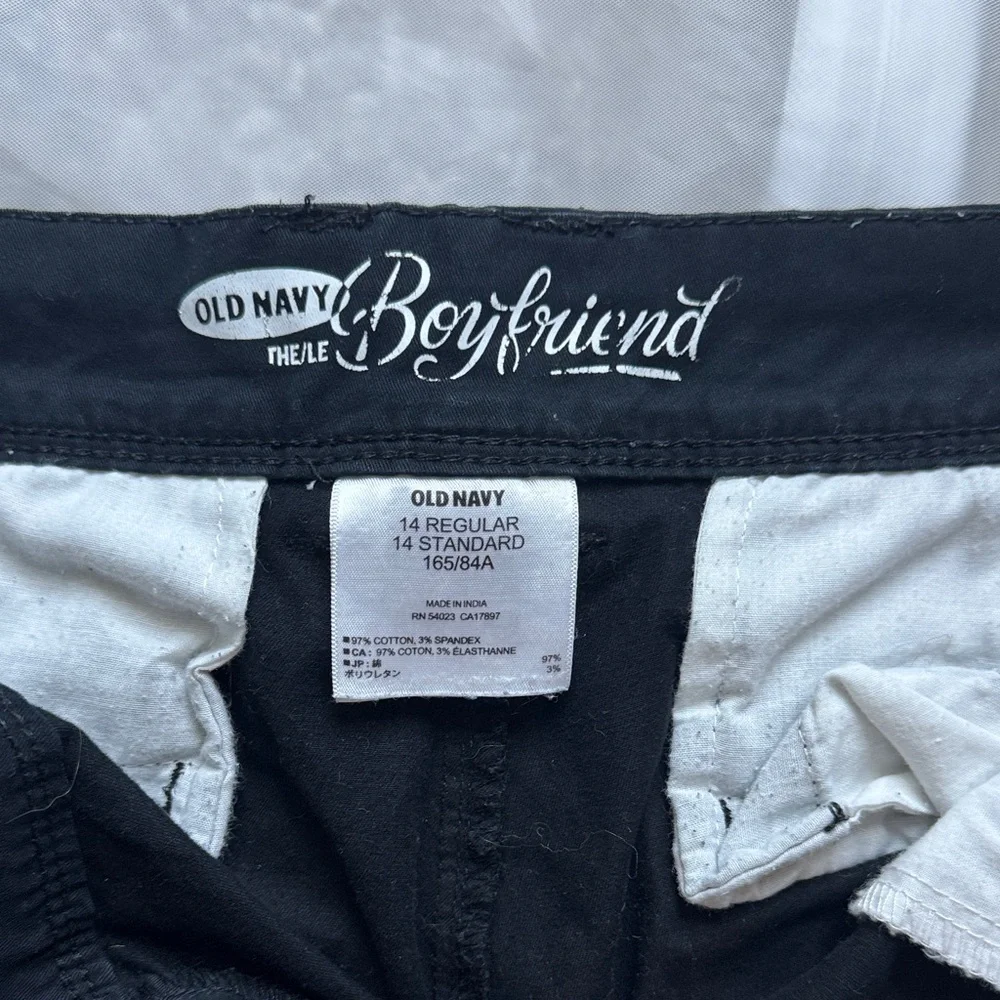 OLD NAVY
THE/LE Boyfriend
OLD NAVY
14 REGULAR
14 STANDARD
165/84A
MADE IN INDIA
RN 54023 CA17897
■97% COTTON, 3% SPANDEX
■CA: 97% COTON, 3% ÉLASTHANNE
■JP: 綿 97%
ポリウレタン 3%